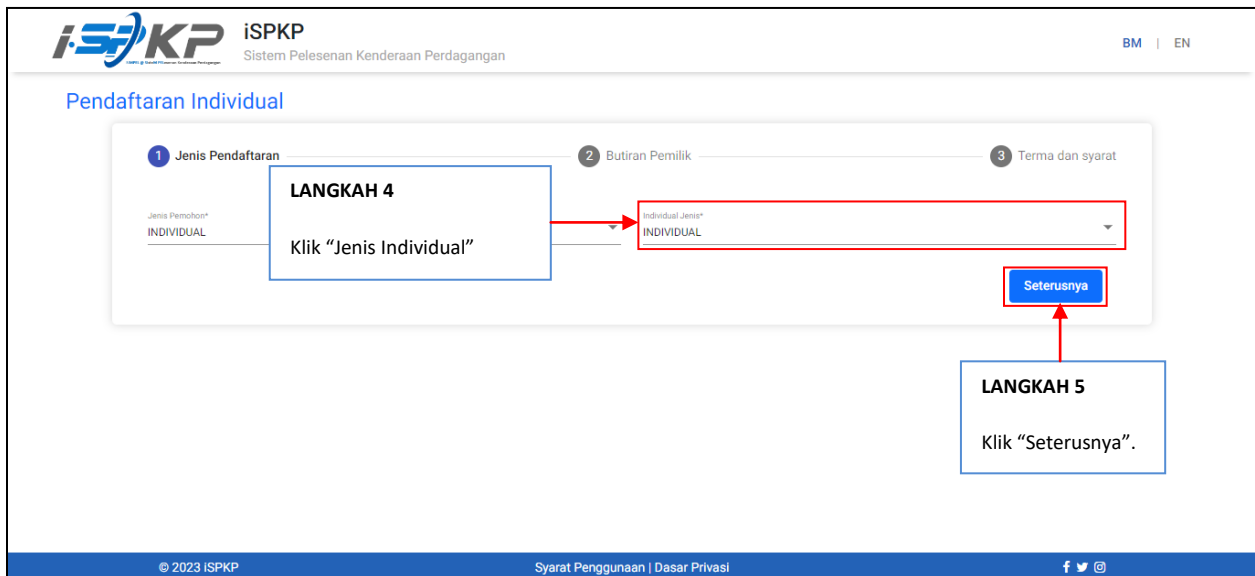 iSPKP
iSPKP
Sistem Pelesenan Kenderaan Perdagangan
BM | EN
Pendaftaran Individual
1 Jenis Pendaftaran
2 Butiran Pemilik
3 Terma dan syarat
LANGKAH 4
Klik “Jenis Individual”
Jenis Pemohon*
INDIVIDUAL
Individual Jenis*
INDIVIDUAL
Seterusnya
LANGKAH 5
Klik “Seterusnya”.
© 2023 iSPKP
Syarat Penggunaan | Dasar Privasi